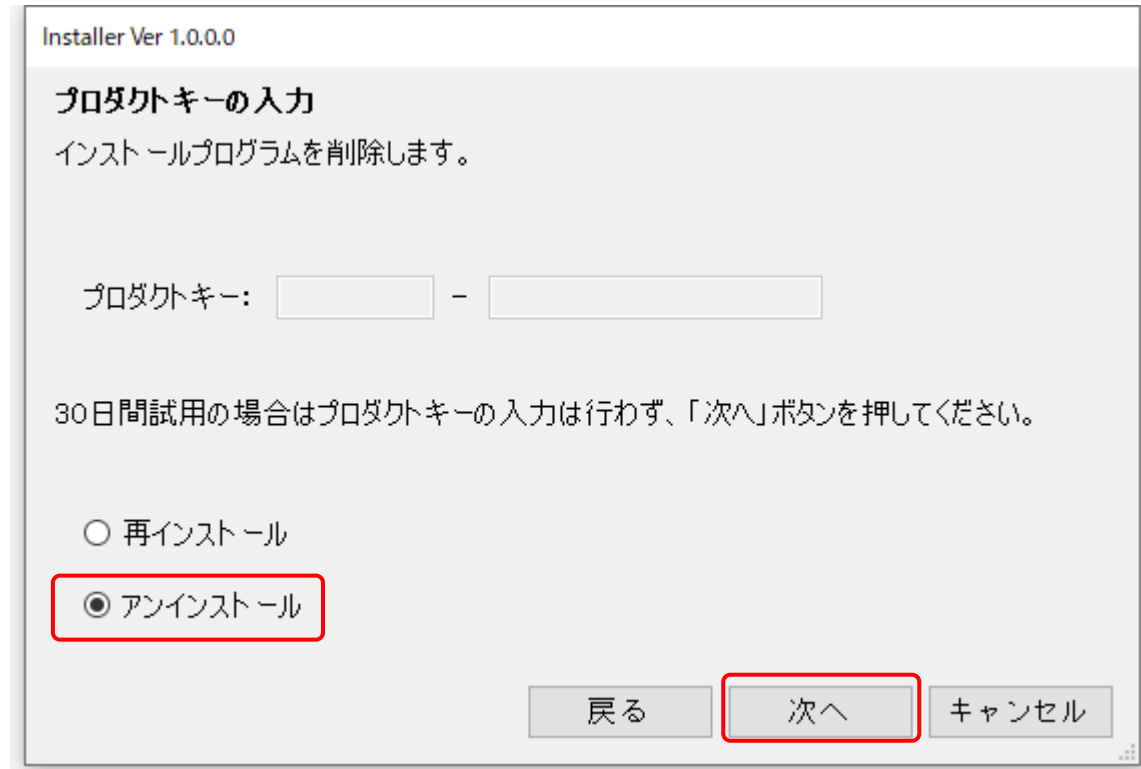 Installer Ver 1.0.0.0
プロダクトキーの入力
インストールプログラムを削除します。
プロダクトキー: -
30日間試用の場合はプロダクトキーの入力は行わず、「次へ」ボタンを押してください。
再インストール
アンインストール
戻る 次へ キャンセル